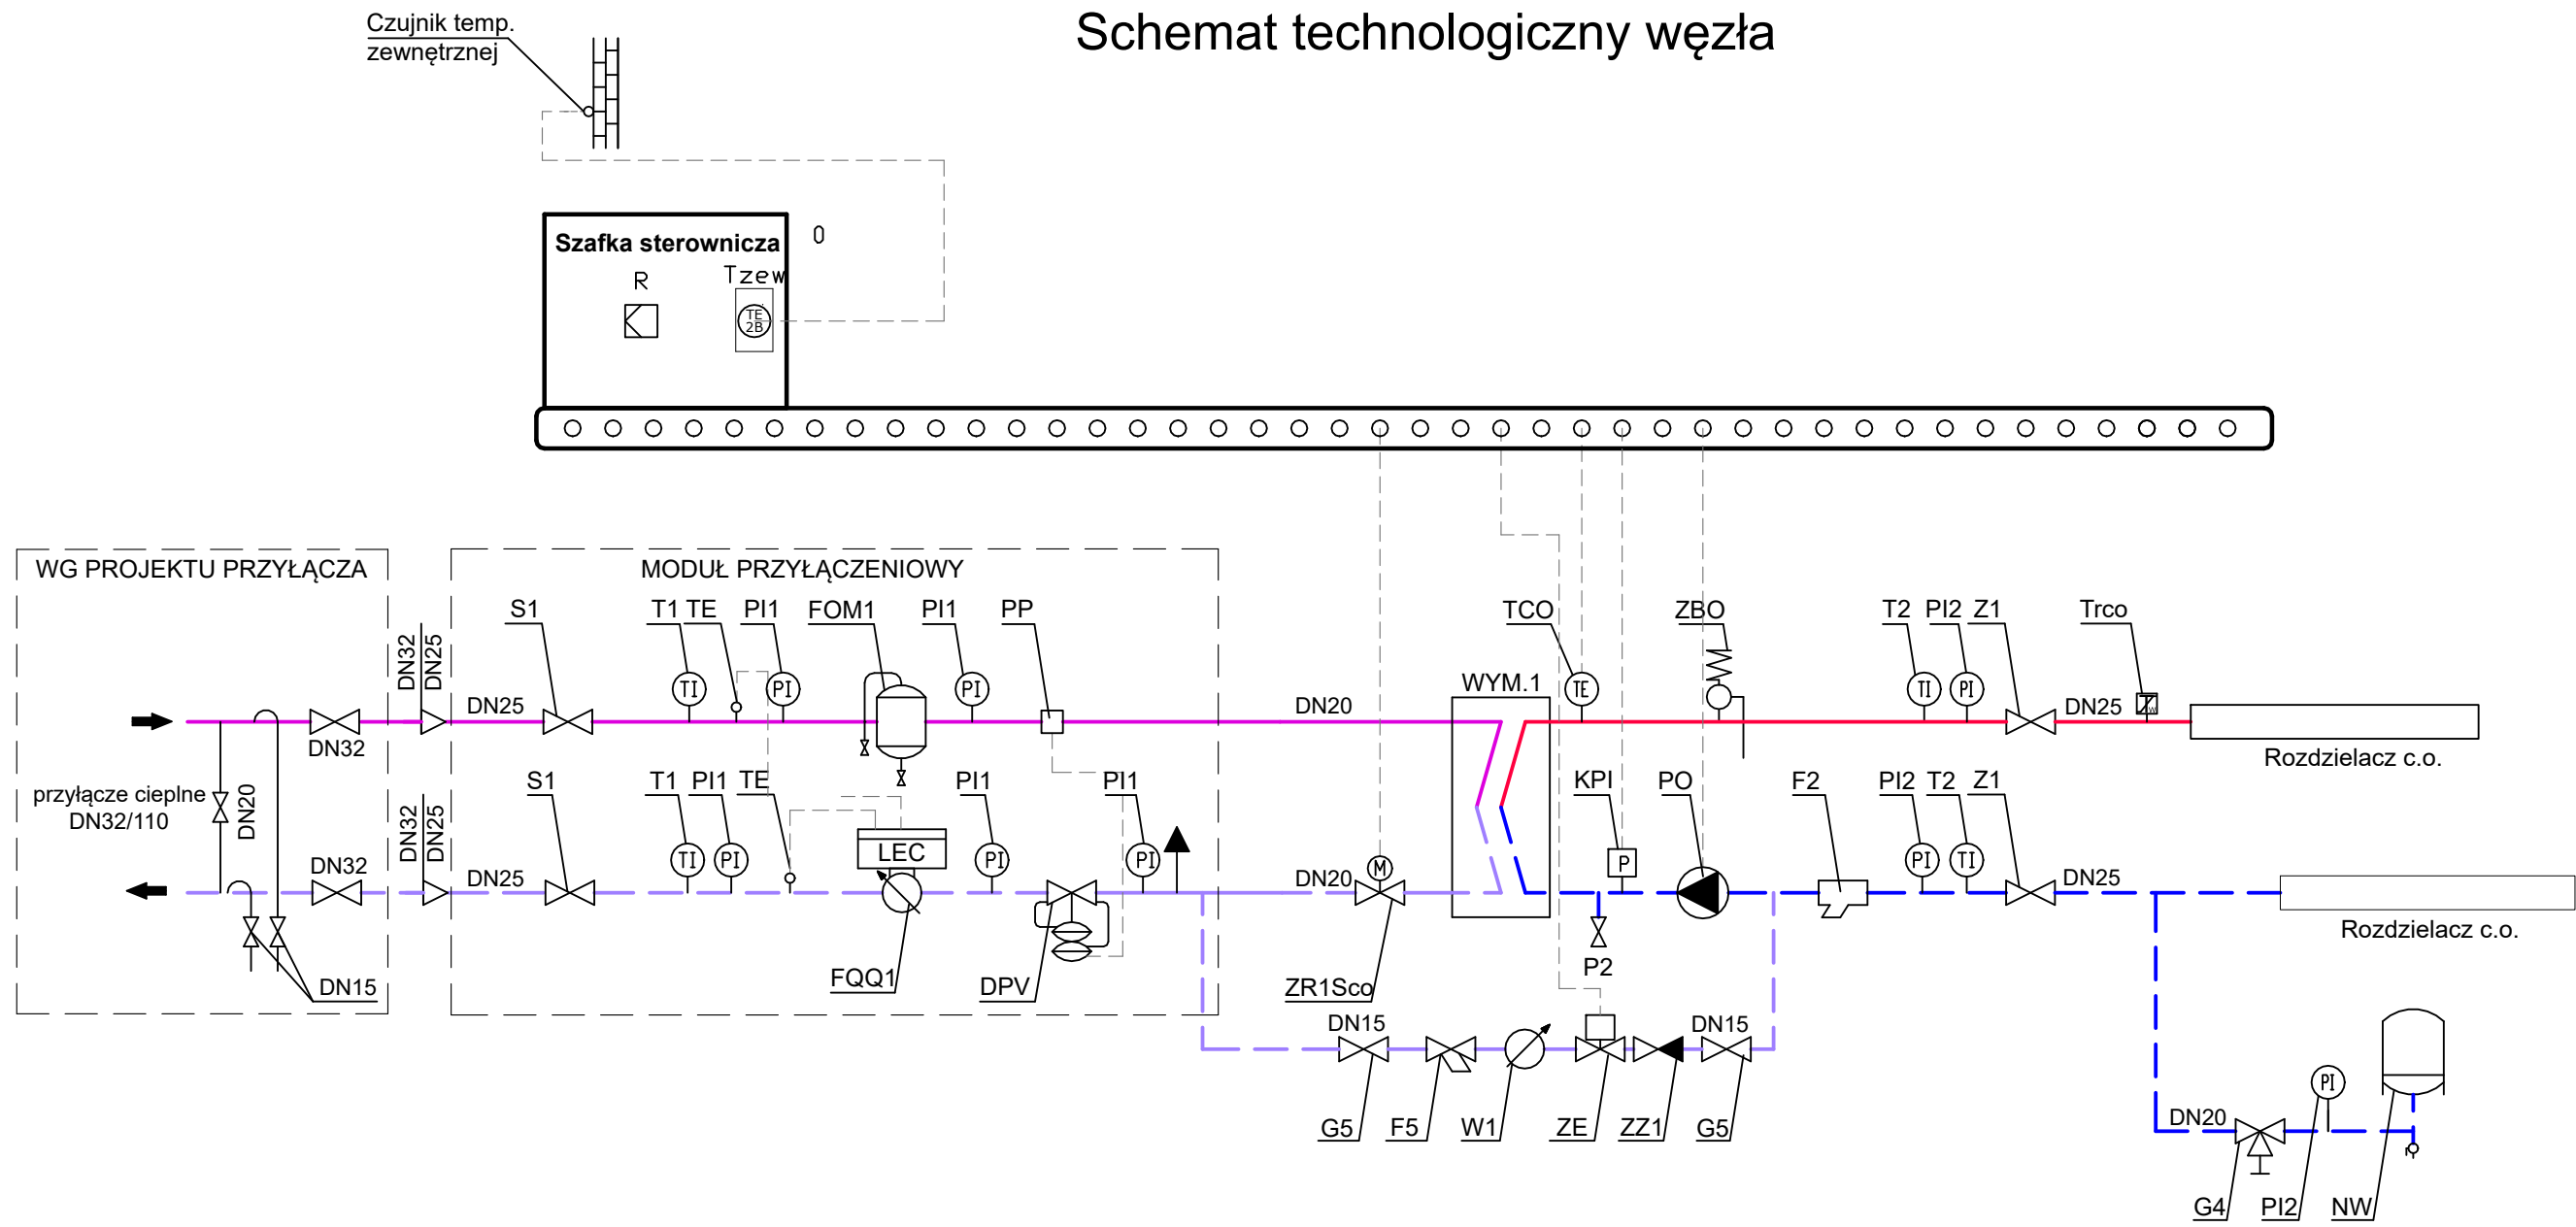 Schemat technologiczny węzła
Czujnik temp.
zewnętrznej
Szafka sterownicza
R
Tzew
TE
2B
0
WG PROJEKTU PRZYŁĄCZA
MODUŁ PRZYŁĄCZENIOWY
S1
T1
TE
PI1
FOM1
PI1
PP
TCO
ZBO
T2
PI2
Z1
Trco
DN32
DN25
DN25
TI
PI
PI
DN20
WYM.1
TE
TI
PI
DN25
W
DN32
Rozdzielacz c.o.
przyłącze cieplne
DN32/110
DN20
DN32
DN32
DN25
S1
T1
PI1
TE
PI1
PI1
KPI
PO
F2
PI2
T2
Z1
DN25
TI
PI
LEC
PI
PI
DN20
M
P
PI
TI
DN25
Rozdzielacz c.o.
DN15
FQQ1
DPV
ZR1Sco
P2
DN15
DN15
G5
F5
W1
ZE
ZZ1
G5
PI
DN20
G4
PI2
NW